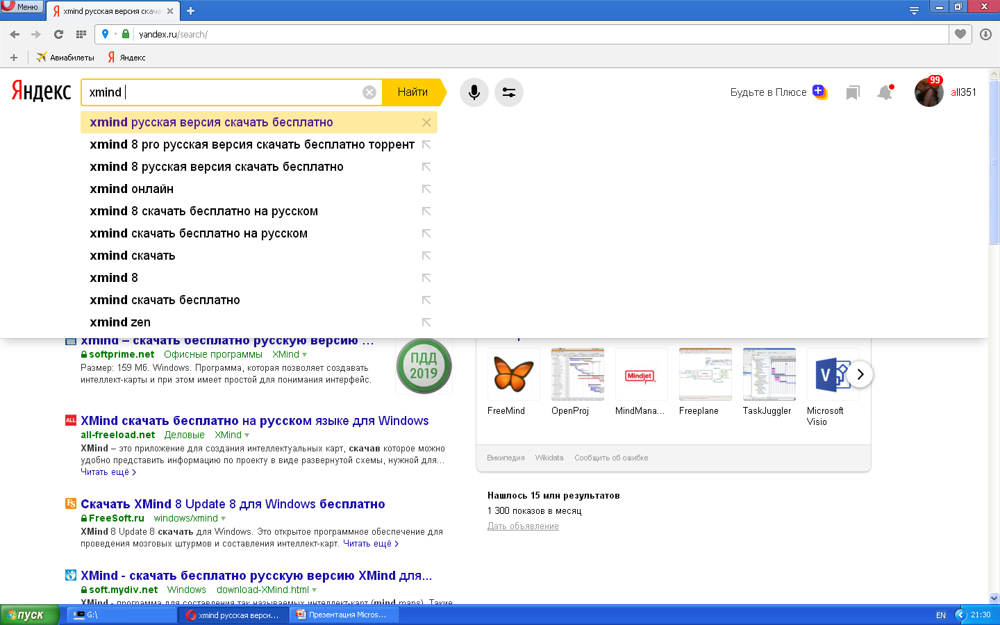 Меню
xmind русская версия скача
yandex.ru/search/
Авиабилеты
Яндекс
Яндекс
xmind
Найти
Будьте в Плюсе
99
all351
xmind русская версия скачать бесплатно
xmind 8 pro русская версия скачать бесплатно торрент
xmind 8 русская версия скачать бесплатно
xmind онлайн
xmind 8 скачать бесплатно на русском
xmind скачать бесплатно на русском
xmind скачать
xmind 8
xmind скачать бесплатно
xmind zen
xmind – скачать бесплатно русскую версию ...
softprime.net Офисные программы XMind
Размер: 159 Мб. Windows. Программа, которая позволяет создавать
интеллект-карты и при этом имеет простой для понимания интерфейс.
ПДД
2019
ALL
XMind скачать бесплатно на русском языке для Windows
all-freeload.net Деловые XMind
XMind – это приложение для создания интеллектуальных карт, скачав которое можно
удобно представить информацию по проекту в виде развернутой схемы, нужной для...
Читать ещё >
FS
Скачать XMind 8 Update 8 для Windows бесплатно
FreeSoft.ru windows/xmind
XMind 8 Update 8 скачать для Windows. Это открытое программное обеспечение для
проведения мозговых штурмов и составления интеллект-карт. Читать ещё >
XMind - скачать бесплатно русскую версию XMind для...
soft.mydiv.net Windows download-XMind.html
XMind - программа для составления так называемых интеллект-карт (mind maps). Такие
Mindjet
V
FreeMind
OpenProj
MindMana...
Freeplane
TaskJuggler
Microsoft
Visio
Википедия Wikidata Сообщить об ошибке
Нашлось 15 млн результатов
1 300 показов в месяц
Дать объявление
пуск
G:\
xmind русская верси...
Презентация Micros...
EN
21:30